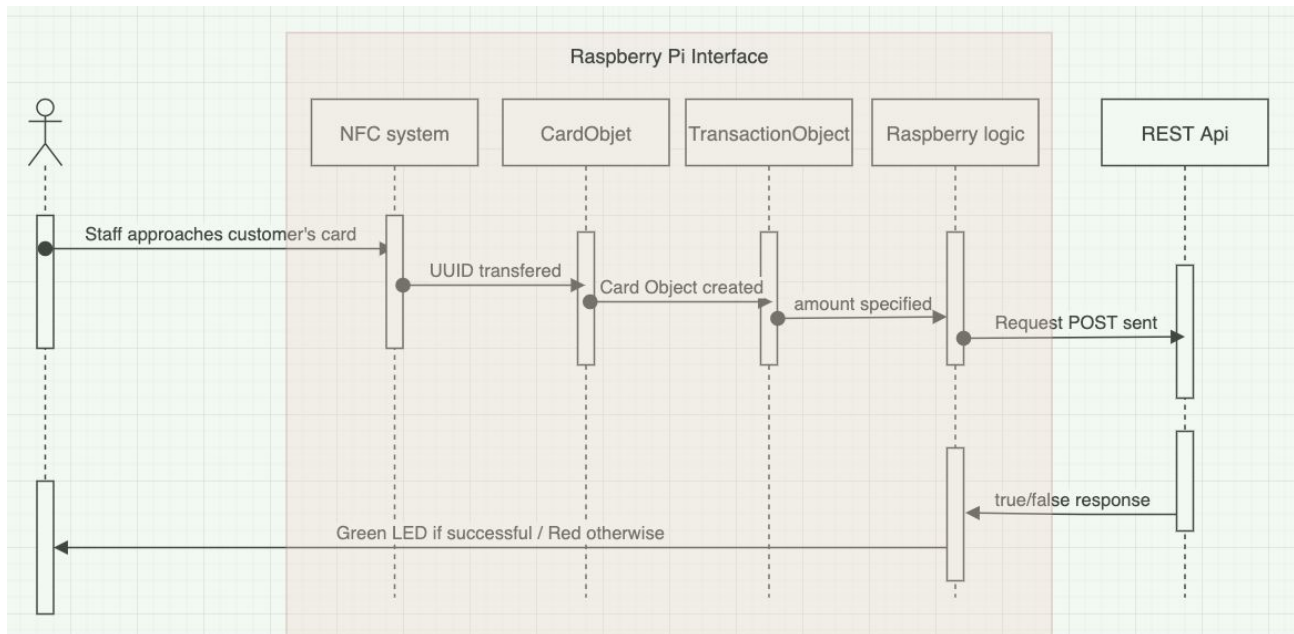 Raspberry Pi Interface
NFC system
CardObjet
TransactionObject
Raspberry logic
REST Api
Staff approaches customer's card
UUID transfered
Card Object created
amount specified
Request POST sent
true/false response
Green LED if successful / Red otherwise